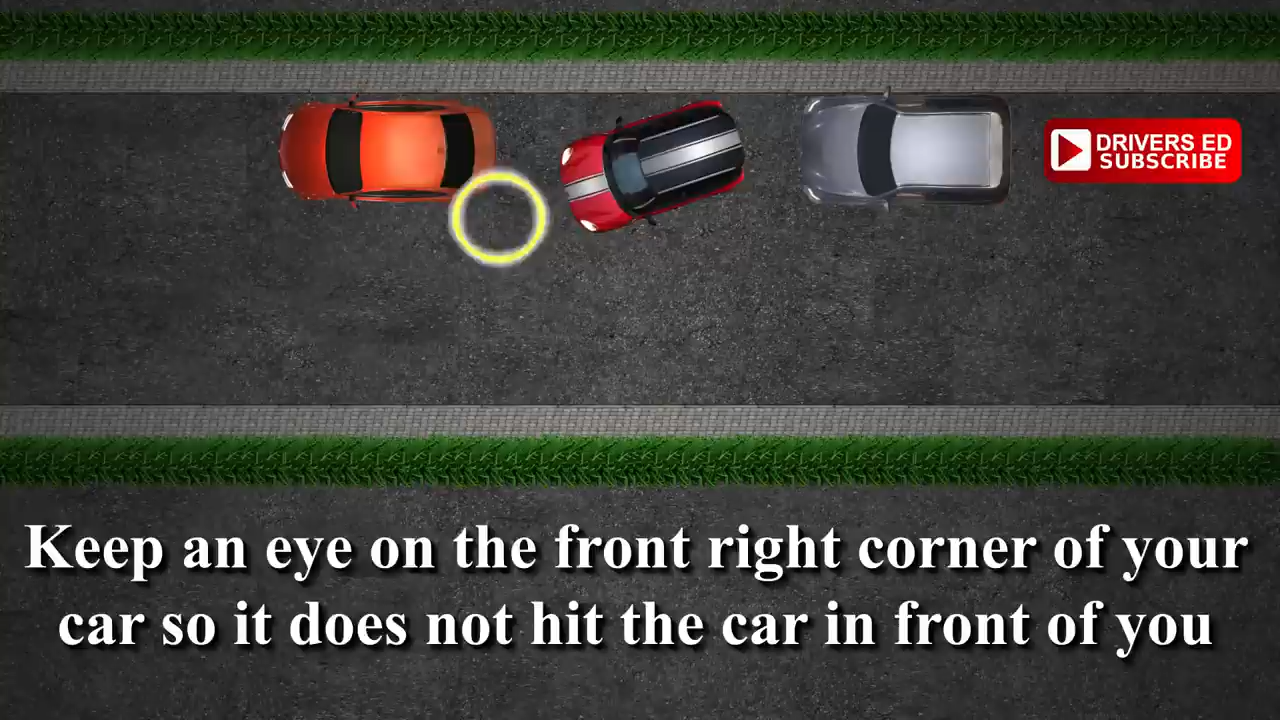 DRIVERS ED
SUBSCRIBE
Keep an eye on the front right corner of your
car so it does not hit the car in front of you